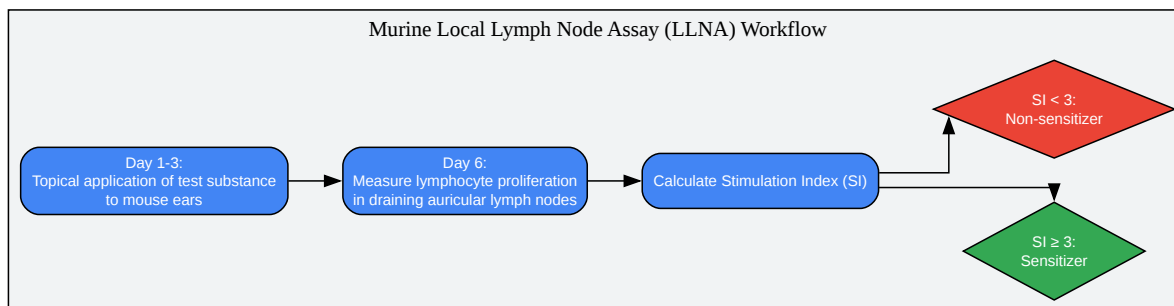 Murine Local Lymph Node Assay (LLNA) Workflow
Day 1-3:
Topical application of test substance
to mouse ears
Day 6:
Measure lymphocyte proliferation
in draining auricular lymph nodes
Calculate Stimulation Index (SI)
SI < 3:
Non-sensitizer
SI ≥ 3:
Sensitizer